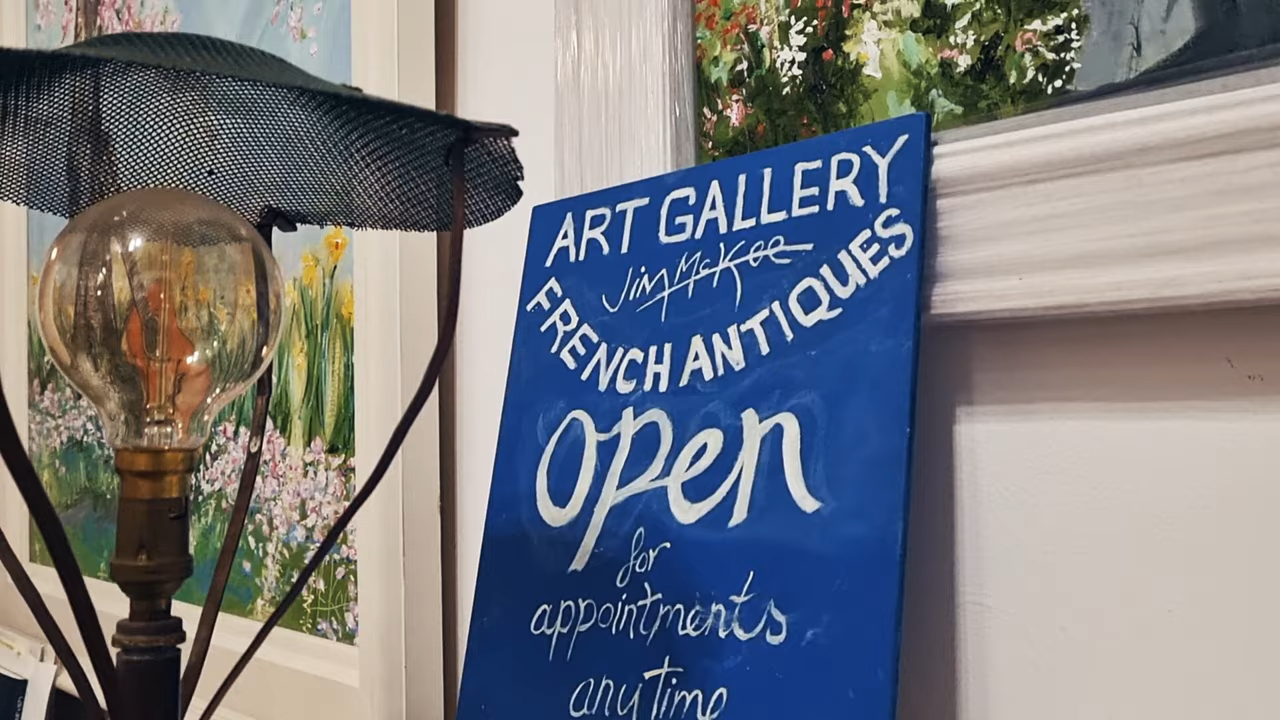 ART GALLERY
Jim McKee
FRENCH ANTIQUES
open
for
appointments
anytime